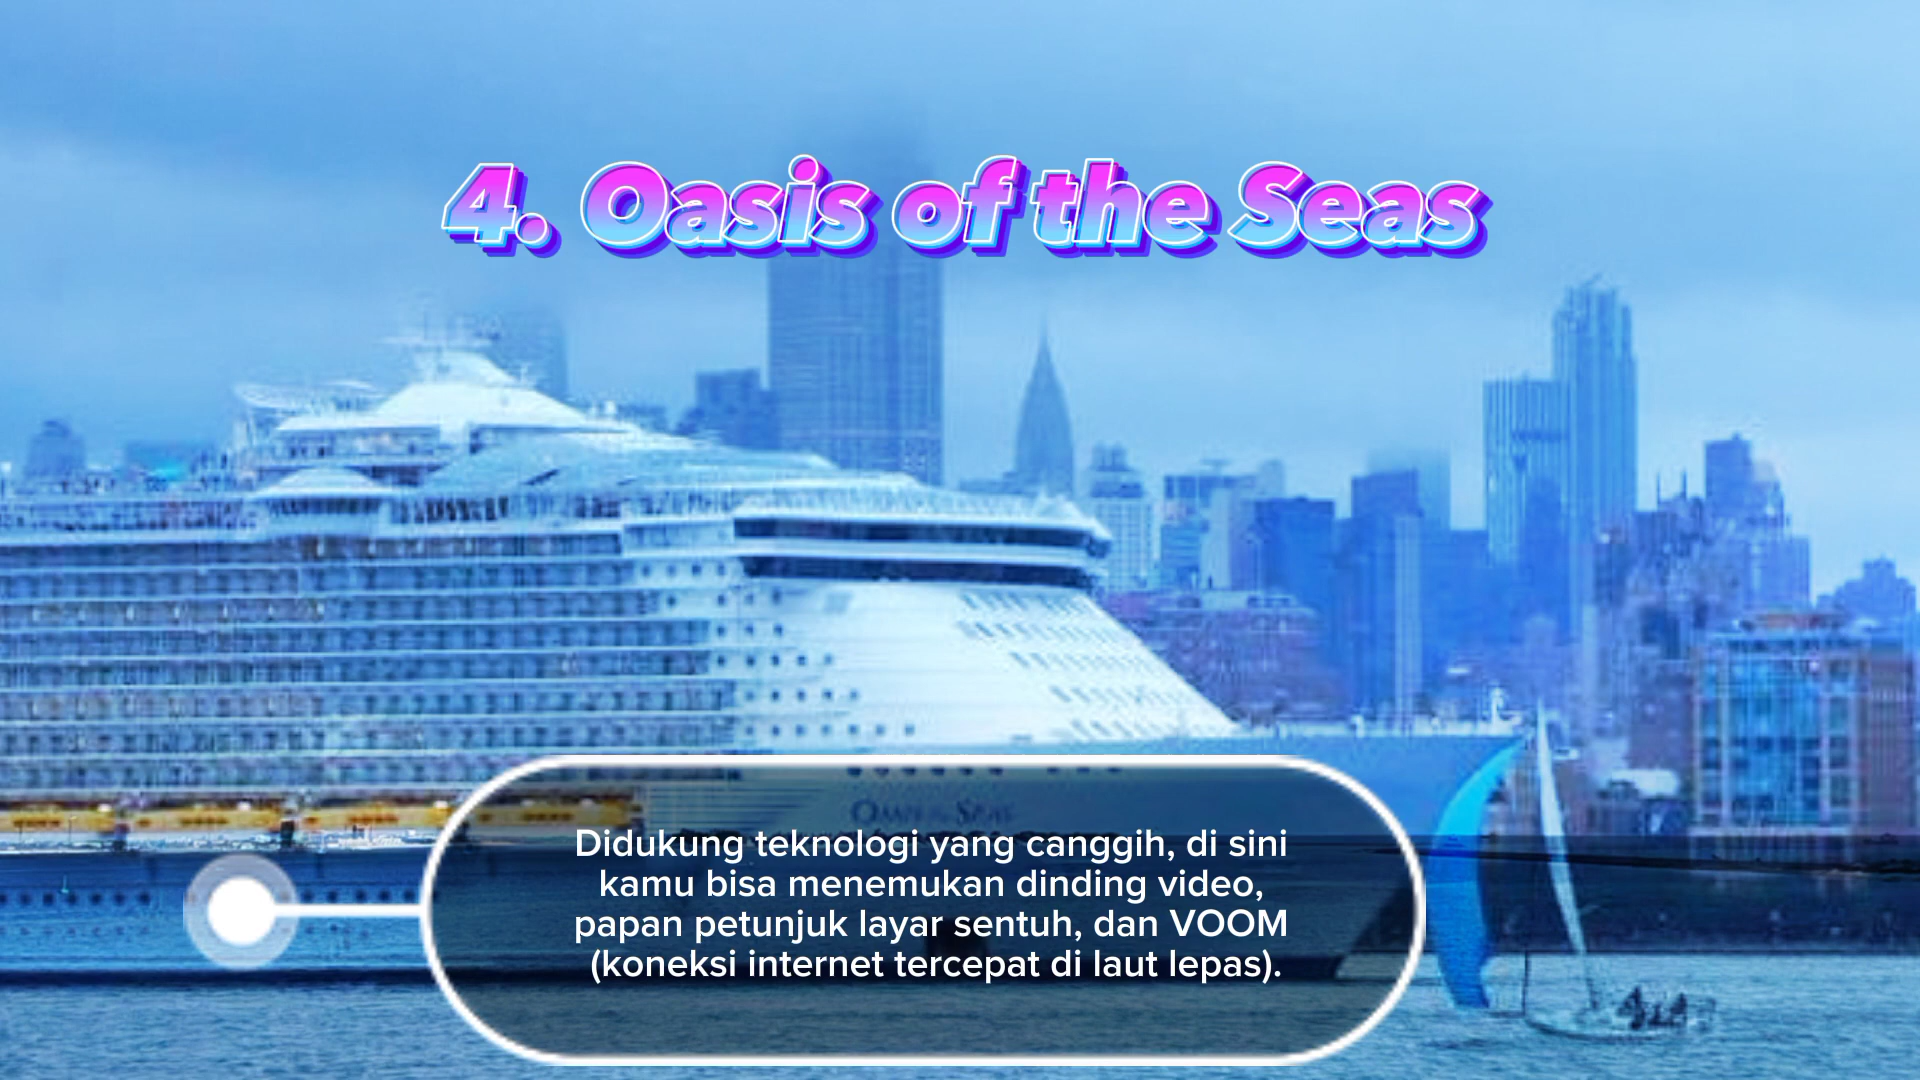 4. Oasis of the Seas
Didukung teknologi yang canggih, di sini
kamu bisa menemukan dinding video,
papan petunjuk layar sentuh, dan VOOM
(koneksi internet tercepat di laut lepas).